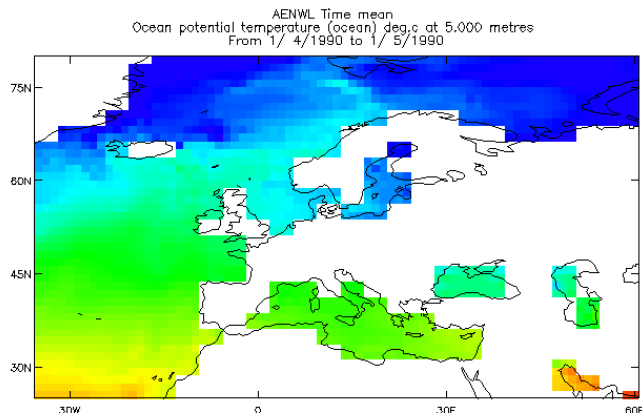 AENWL Time mean
Ocean potential temperature (ocean) deg.c at 5.000 metres
From 1/ 4/1990 to 1/ 5/1990
75N
60N
45N
30N
30W
0
30E
60E